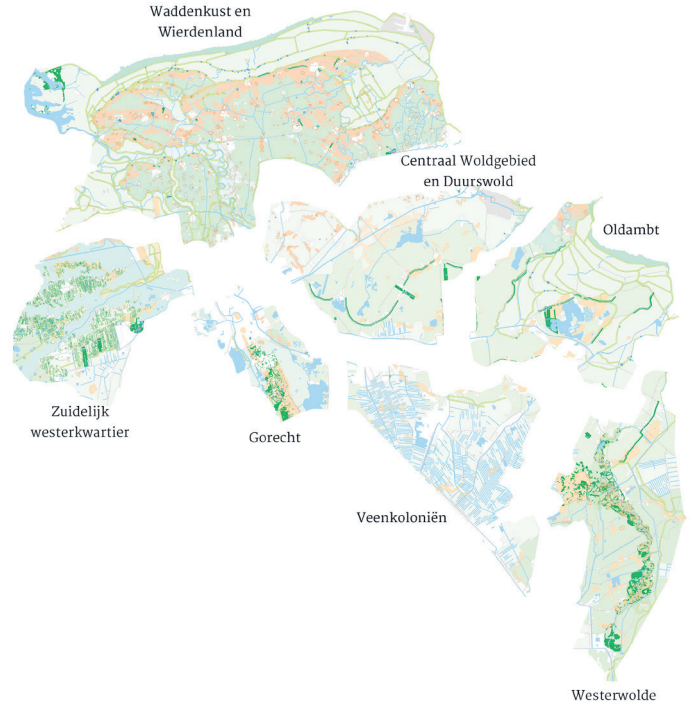 Waddenkust en
Wierdenland
Centraal Woldgebied
en Duurswold
Oldambt
Zuidelijk
westerkwartier
Gorecht
Veenkoloniën
Westerwolde